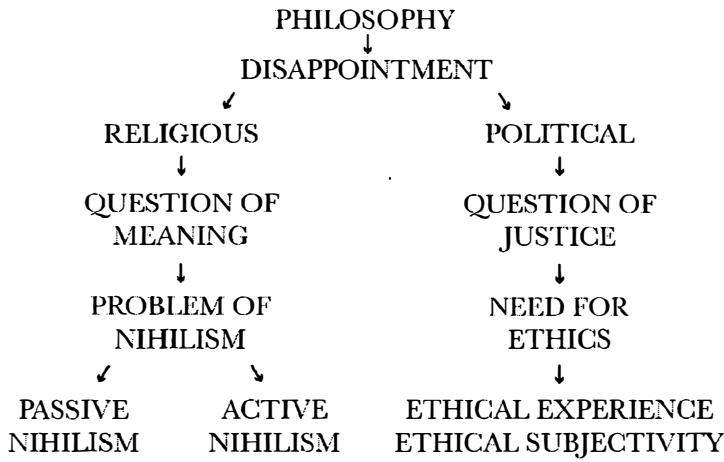 PHILOSOPHY
DISAPPOINTMENT
RELIGIOUS
POLITICAL
QUESTION OF
MEANING
QUESTION OF
JUSTICE
PROBLEM OF
NIHILISM
NEED FOR
ETHICS
PASSIVE
NIHILISM
ACTIVE
NIHILISM
ETHICAL EXPERIENCE
ETHICAL SUBJECTIVITY